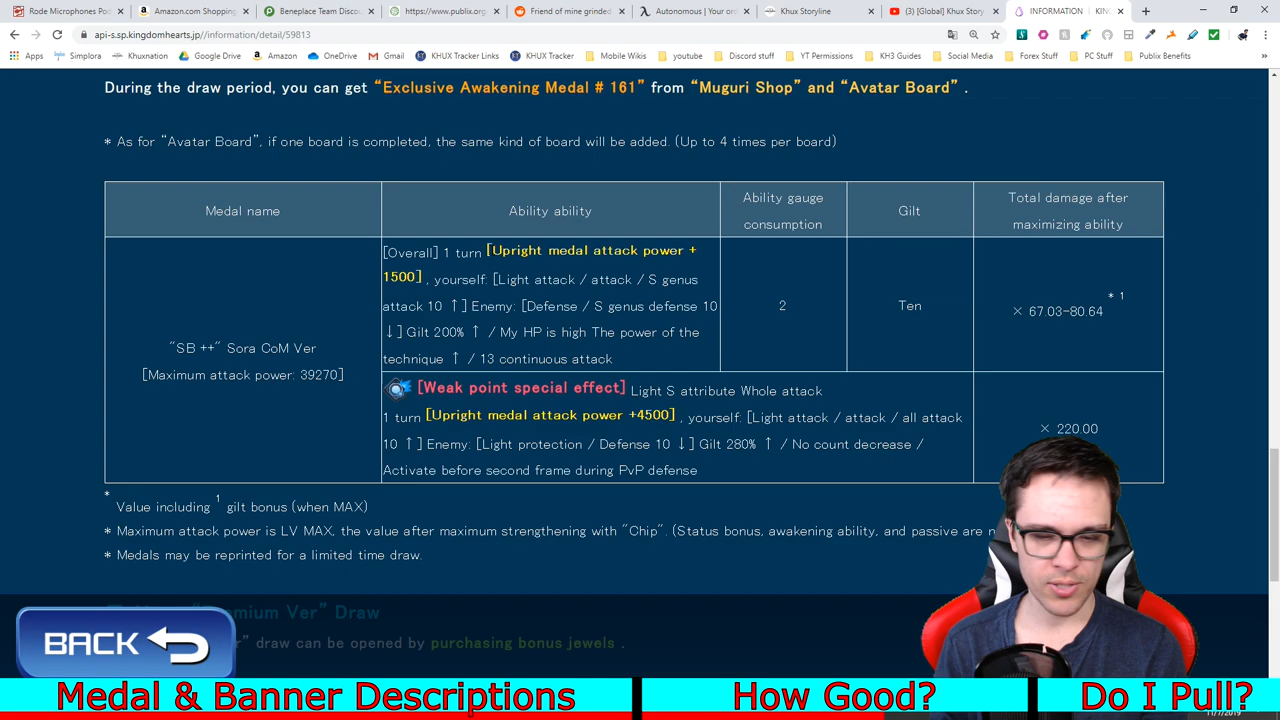 Rode Microphones Poc
Amazon.com Shopping
Beneplace Team Discou
https://www.publix.org
Friend of mine grinded
Autonomous | Your or
Khux Storyline
(3) [Global] Khux Story
INFORMATION | KING
api-s.sp.kingdomhearts.jp//information/detail/59813
Apps
Simplora
Khuxnation
Google Drive
Amazon
OneDrive
Gmail
KHUX Tracker Links
KHUX Tracker
Mobile Wikis
youtube
Discord stuff
YT Permissions
KH3 Guides
Social Media
Forex Stuff
PC Stuff
Publix Benefits
During the draw period, you can get "Exclusive Awakening Medal # 161" from "Muguri Shop" and "Avatar Board" .
* As for "Avatar Board", if one board is completed, the same kind of board will be added. (Up to 4 times per board)
Medal name
Ability ability
Ability gauge
consumption
Gilt
Total damage after
maximizing ability
"SB ++" Sora CoM Ver
[Maximum attack power: 39270]
[Overall] 1 turn [Upright medal attack power +
1500] , yourself: [Light attack / attack / S genus
attack 10 ↑] Enemy: [Defense / S genus defense 10
↓] Gilt 200% ↑ / My HP is high The power of the
technique ↑ / 13 continuous attack
2
Ten
× 67.03-80.64 * 1
[Weak point special effect] Light S attribute Whole attack
1 turn [Upright medal attack power +4500] , yourself: [Light attack / attack / all attack
10 ↑] Enemy: [Light protection / Defense 10 ↓] Gilt 280% ↑ / No count decrease /
Activate before second frame during PvP defense
× 220.00
* Value including 1 gilt bonus (when MAX)
* Maximum attack power is LV MAX, the value after maximum strengthening with "Chip". (Status bonus, awakening ability, and passive are
* Medals may be reprinted for a limited time draw.
Ver" Draw
draw can be opened by purchasing bonus jewels .
BACK
Medal & Banner Descriptions
How Good?
Do I Pull?